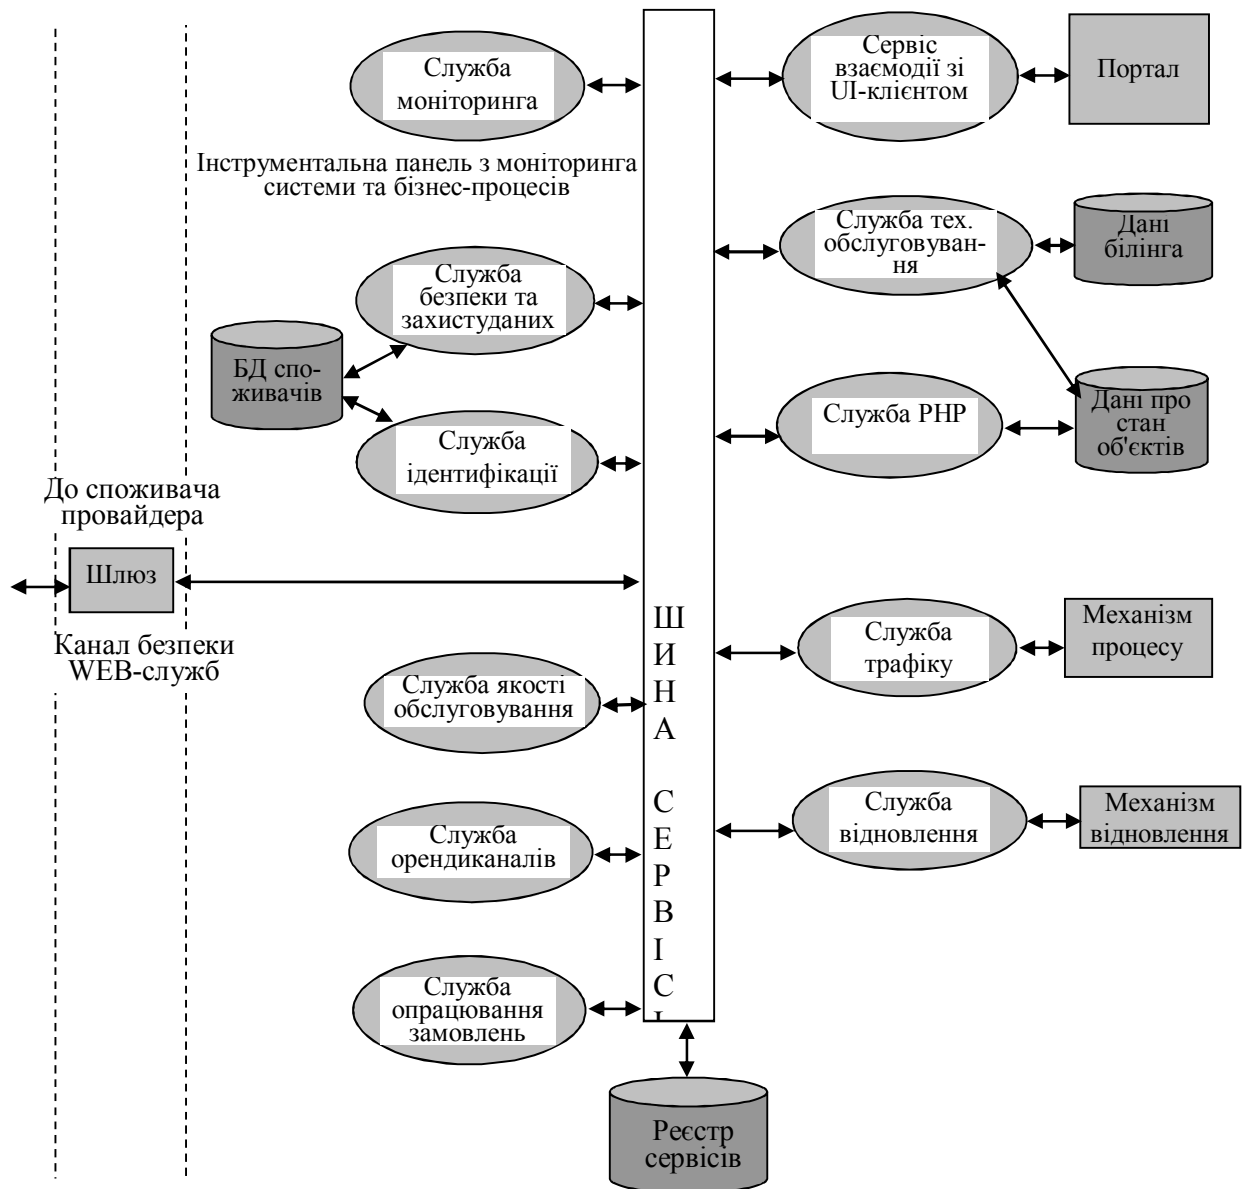 Служба
моніторинга
Інструментальна панель з моніторинга
системи та бізнес-процесів
Служба
безпеки та
захистуданих
БД спо-
живачів
Служба
ідентифікації
До споживача
провайдера
Шлюз
Канал безпеки
WEB-служб
Служба якості
обслуговування
Служба
орендиканалів
Служба
опрацювання
замовлень
Ш
И
Н
А
С
Е
Р
В
І
С
Реєстр
сервісів
Сервіс
взаємодії зі
UI-клієнтом
Портал
Служба тех.
обслуговуван-
ня
Дані
білінга
Служба PHP
Дані про
стан
об'єктів
Служба
трафіку
Механізм
процесу
Служба
відновлення
Механізм
відновлення